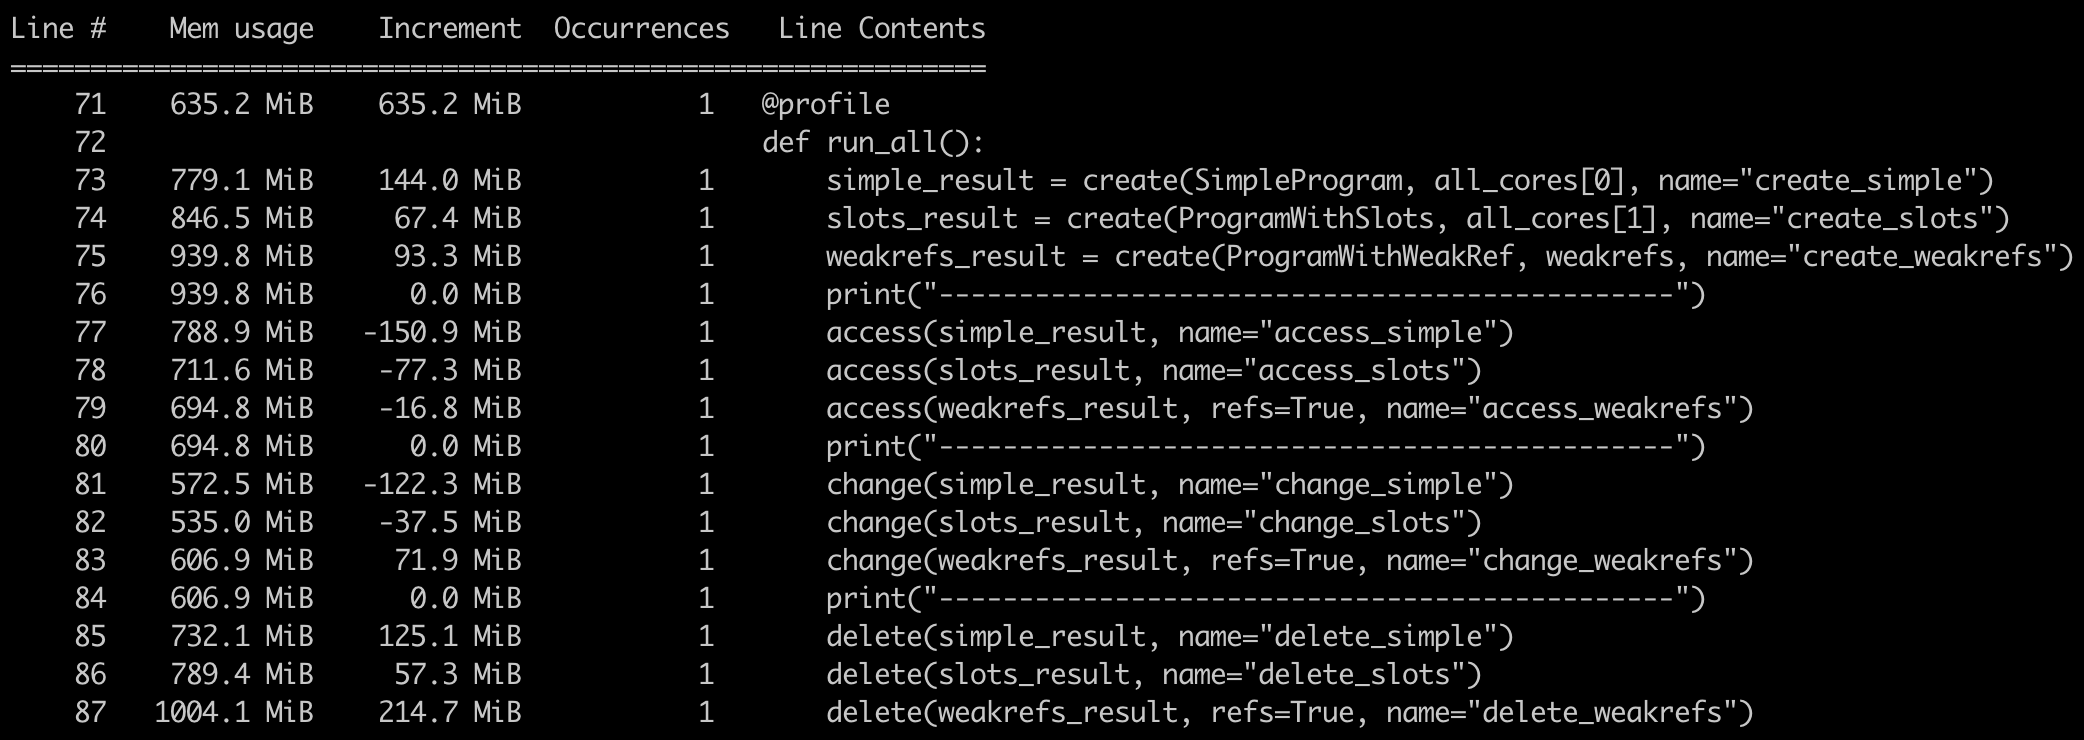 Line #    Mem usage    Increment  Occurrences   Line Contents
=============================================================
    71    635.2 MiB    635.2 MiB           1   @profile
    72                                         def run_all():
    73    779.1 MiB    144.0 MiB           1       simple_result = create(SimpleProgram, all_cores[0], name="create_simple")
    74    846.5 MiB     67.4 MiB           1       slots_result = create(ProgramWithSlots, all_cores[1], name="create_slots")
    75    939.8 MiB     93.3 MiB           1       weakrefs_result = create(ProgramWithWeakRef, weakrefs, name="create_weakrefs")
    76    939.8 MiB      0.0 MiB           1       print("----------------------------------------------")
    77    788.9 MiB   -150.9 MiB           1       access(simple_result, name="access_simple")
    78    711.6 MiB    -77.3 MiB           1       access(slots_result, name="access_slots")
    79    694.8 MiB    -16.8 MiB           1       access(weakrefs_result, refs=True, name="access_weakrefs")
    80    694.8 MiB      0.0 MiB           1       print("----------------------------------------------")
    81    572.5 MiB   -122.3 MiB           1       change(simple_result, name="change_simple")
    82    535.0 MiB    -37.5 MiB           1       change(slots_result, name="change_slots")
    83    606.9 MiB     71.9 MiB           1       change(weakrefs_result, refs=True, name="change_weakrefs")
    84    606.9 MiB      0.0 MiB           1       print("----------------------------------------------")
    85    732.1 MiB    125.1 MiB           1       delete(simple_result, name="delete_simple")
    86    789.4 MiB     57.3 MiB           1       delete(slots_result, name="delete_slots")
    87   1004.1 MiB    214.7 MiB           1       delete(weakrefs_result, refs=True, name="delete_weakrefs")